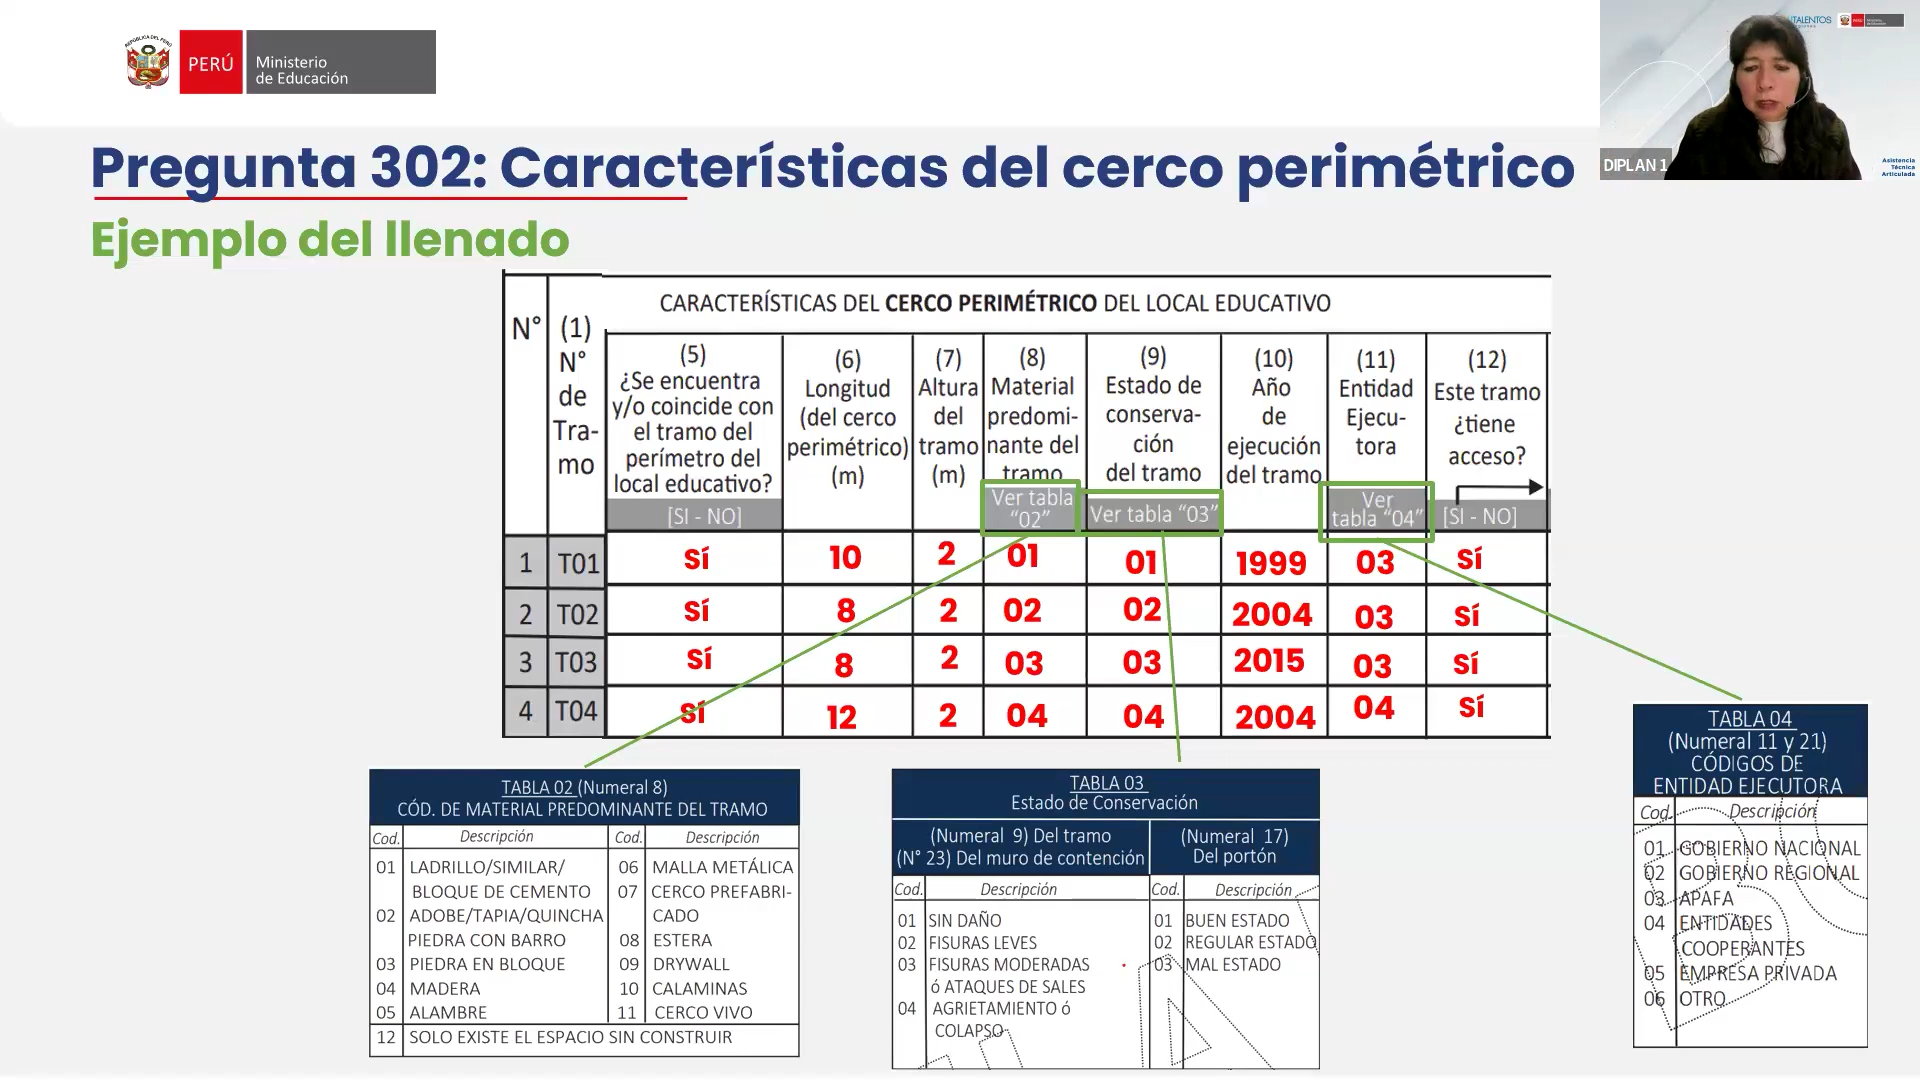 PERÚ
Ministerio
de Educación
TALENTOS
DIPLAN 1
Asistencia
Técnica
Articulada
Pregunta 302: Características del cerco perimétrico
Ejemplo del llenado
CARACTERÍSTICAS DEL CERCO PERIMÉTRICO DEL LOCAL EDUCATIVO
N°
(1)
N°
de
Tra-
mo
(5)
¿Se encuentra
y/o coincide con
el tramo del
perímetro del
local educativo?
[SI - NO]
(6)
Longitud
(del cerco
perimétrico)
(m)
(7)
Altura
del
tramo
(m)
(8)
Material
predomi-
nante del
tramo
Ver tabla
"02"
(9)
Estado de
conserva-
ción
del tramo
Ver tabla "03"
(10)
Año
de
ejecución
del tramo
(11)
Entidad
Ejecu-
tora
Ver
tabla "04"
(12)
Este tramo
¿tiene
acceso?
[SI - NO]
1 T01 Sí 10 2 01 01 1999 03 Sí
2 T02 Sí 8 2 02 02 2004 03 Sí
3 T03 Sí 8 2 03 03 2015 03 Sí
4 T04 Sí 12 2 04 04 2004 04 Sí
TABLA 02 (Numeral 8)
CÓD. DE MATERIAL PREDOMINANTE DEL TRAMO
Cod. Descripción Cod. Descripción
01 LADRILLO/SIMILAR/ 06 MALLA METÁLICA
BLOQUE DE CEMENTO 07 CERCO PREFABRI-
02 ADOBE/TAPIA/QUINCHA CADO
PIEDRA CON BARRO 08 ESTERA
03 PIEDRA EN BLOQUE 09 DRYWALL
04 MADERA 10 CALAMINAS
05 ALAMBRE 11 CERCO VIVO
12 SOLO EXISTE EL ESPACIO SIN CONSTRUIR
TABLA 03
Estado de Conservación
(Numeral 9) Del tramo
(N° 23) Del muro de contención
(Numeral 17)
Del portón
Cod. Descripción Cod. Descripción
01 SIN DAÑO 01 BUEN ESTADO
02 FISURAS LEVES 02 REGULAR ESTADO
03 FISURAS MODERADAS 03 MAL ESTADO
ó ATAQUES DE SALES
04 AGRIETAMIENTO ó
COLAPSO
TABLA 04
(Numeral 11 y 21)
CÓDIGOS DE
ENTIDAD EJECUTORA
Cod. Descripción
01 GOBIERNO NACIONAL
02 GOBIERNO REGIONAL
03 APAFA
04 ENTIDADES
COOPERANTES
05 EMPRESA PRIVADA
06 OTRO